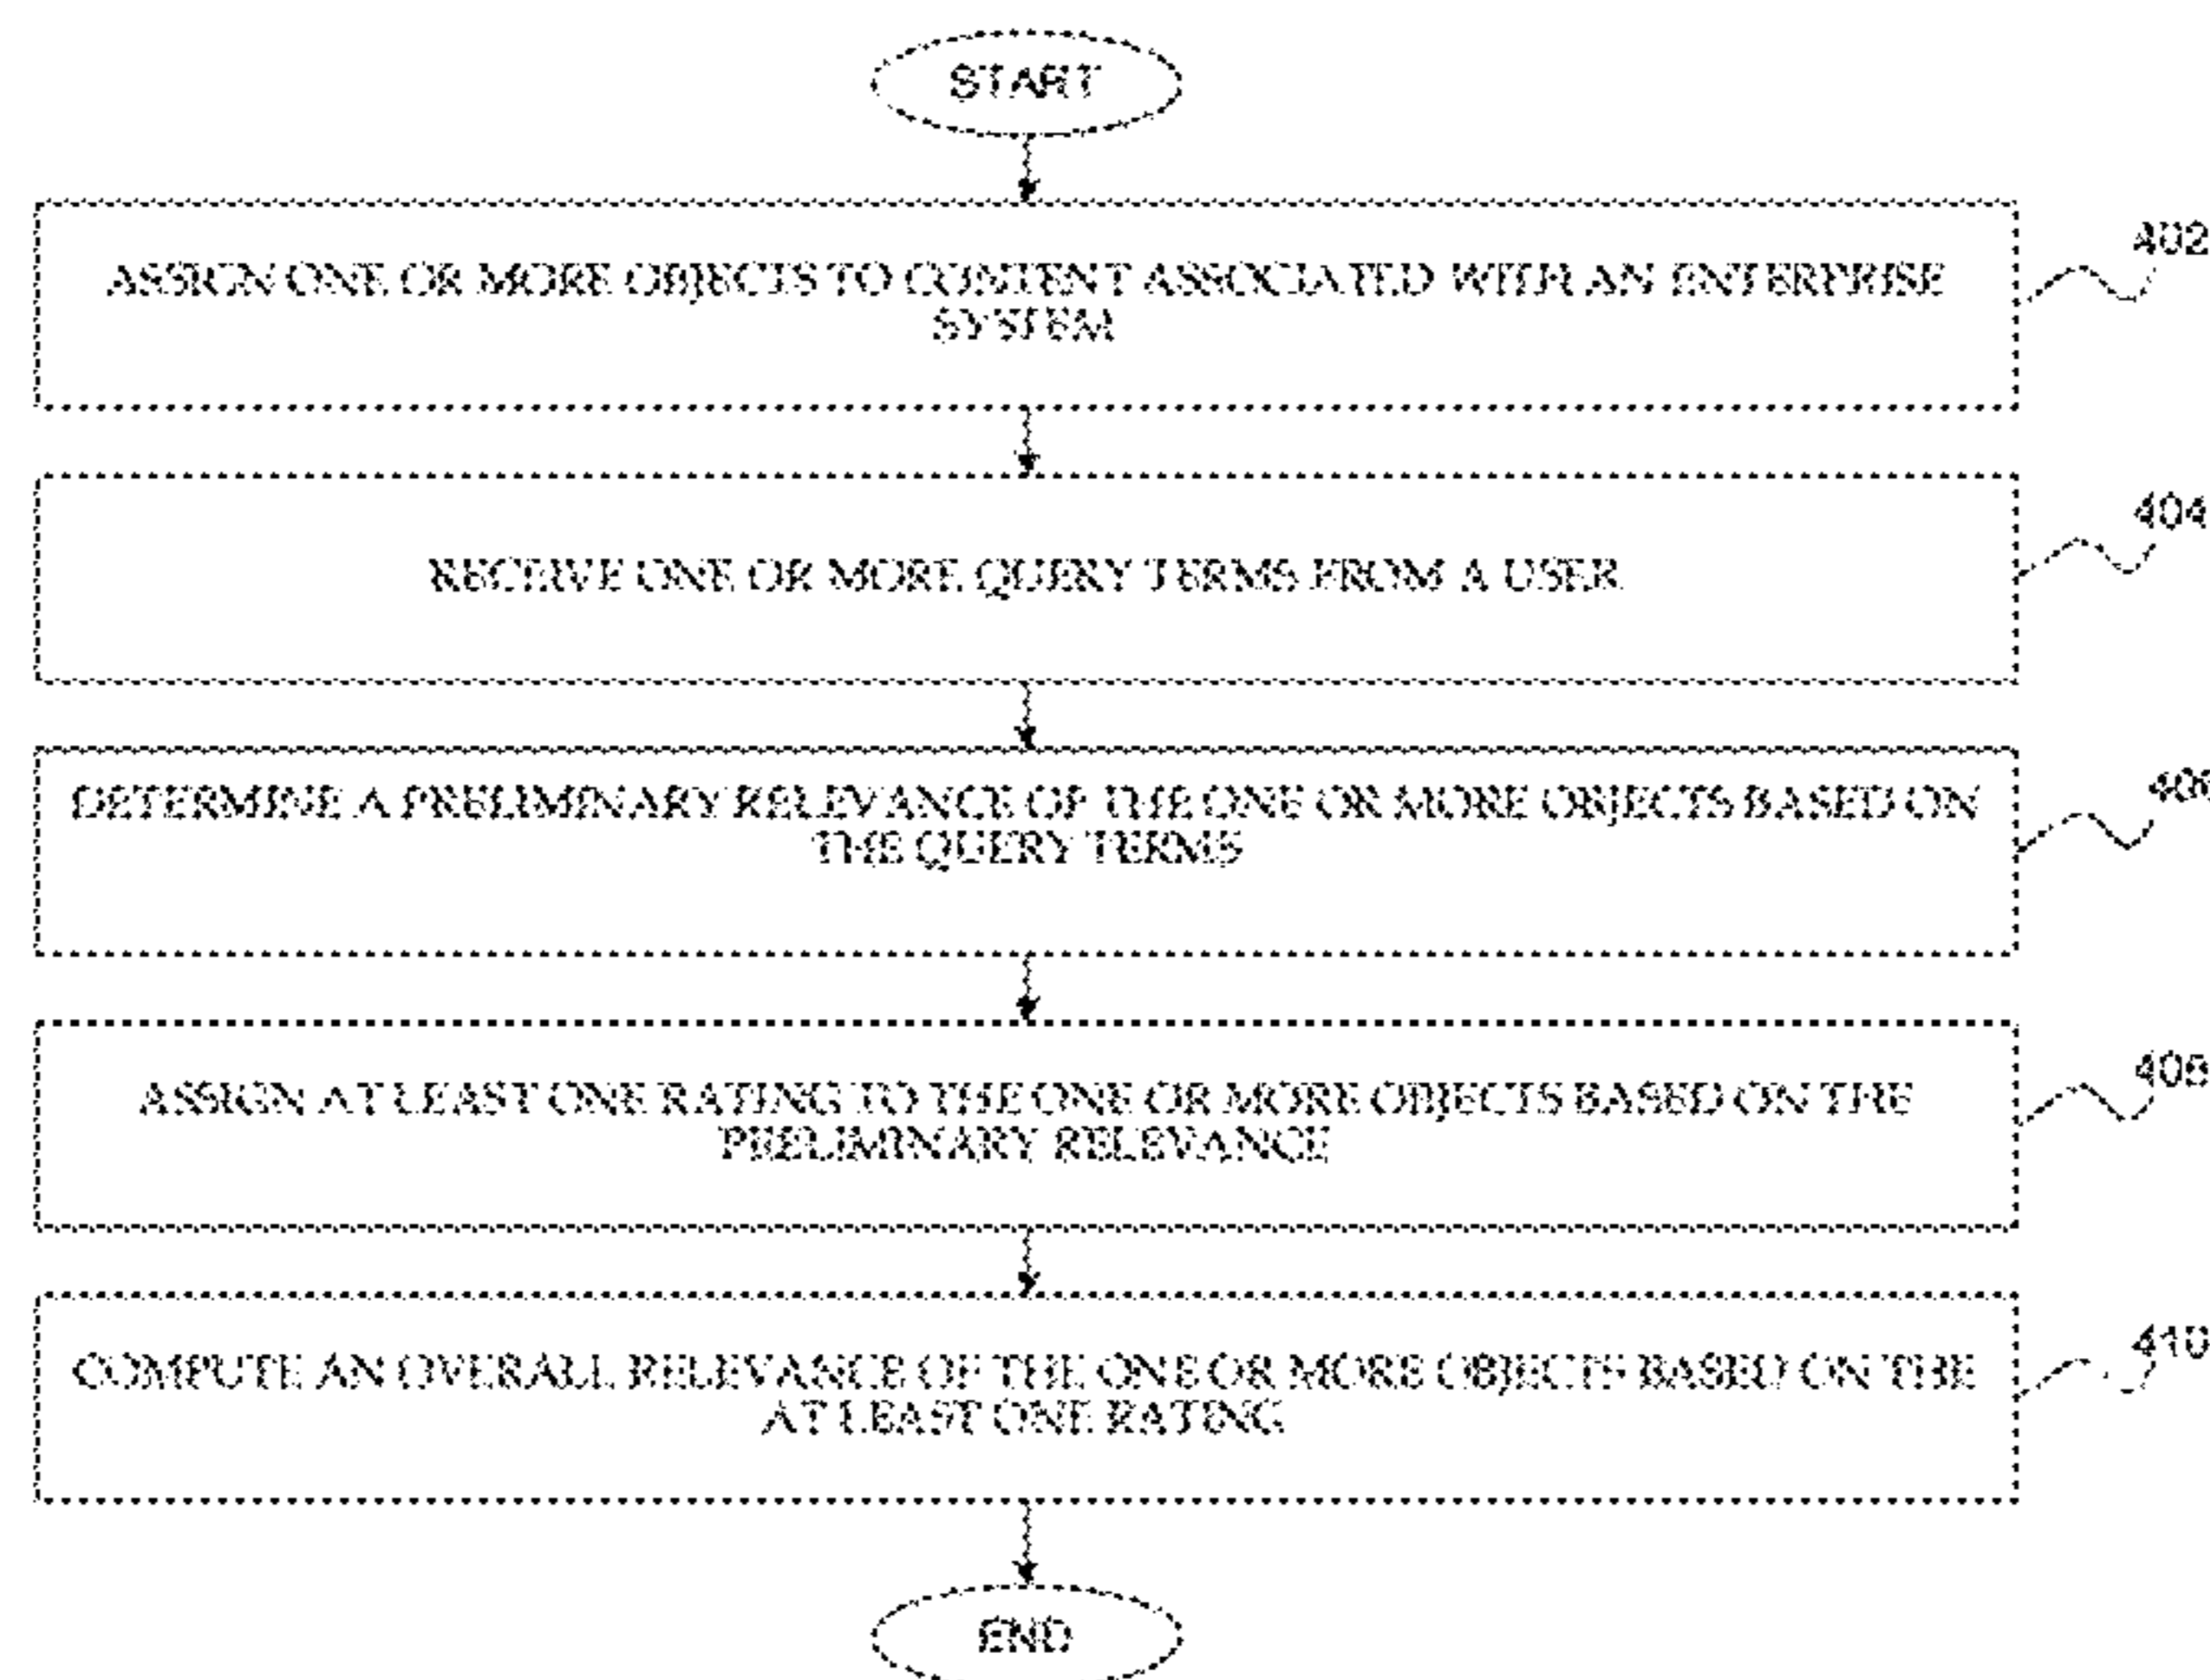 START
ASSIGN ONE OR MORE OBJECTS TO CONTENT ASSOCIATED WITH AN ENTERPRISE
SYSTEM
402
RECEIVE ONE OR MORE QUERY TERMS FROM A USER
404
DETERMINE A PRELIMINARY RELEVANCE OF THE ONE OR MORE OBJECTS BASED ON
THE QUERY TERMS
406
ASSIGN AT LEAST ONE RATING TO THE ONE OR MORE OBJECTS BASED ON THE
PRELIMINARY RELEVANCE
408
COMPUTE AN OVERALL RELEVANCE OF THE ONE OR MORE OBJECTS BASED ON THE
AT LEAST ONE RATING
410
END